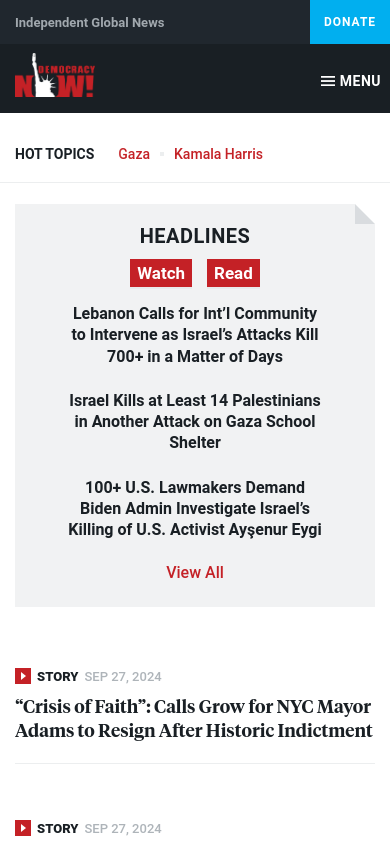 Independent Global News
DONATE
DEMOCRACY
NOW!
MENU
HOT TOPICS
Gaza
Kamala Harris
HEADLINES
Watch
Read
Lebanon Calls for Int’l Community
to Intervene as Israel’s Attacks Kill
700+ in a Matter of Days
Israel Kills at Least 14 Palestinians
in Another Attack on Gaza School
Shelter
100+ U.S. Lawmakers Demand
Biden Admin Investigate Israel’s
Killing of U.S. Activist Ayşenur Eygi
View All
STORY SEP 27, 2024
“Crisis of Faith”: Calls Grow for NYC Mayor
Adams to Resign After Historic Indictment
STORY SEP 27, 2024